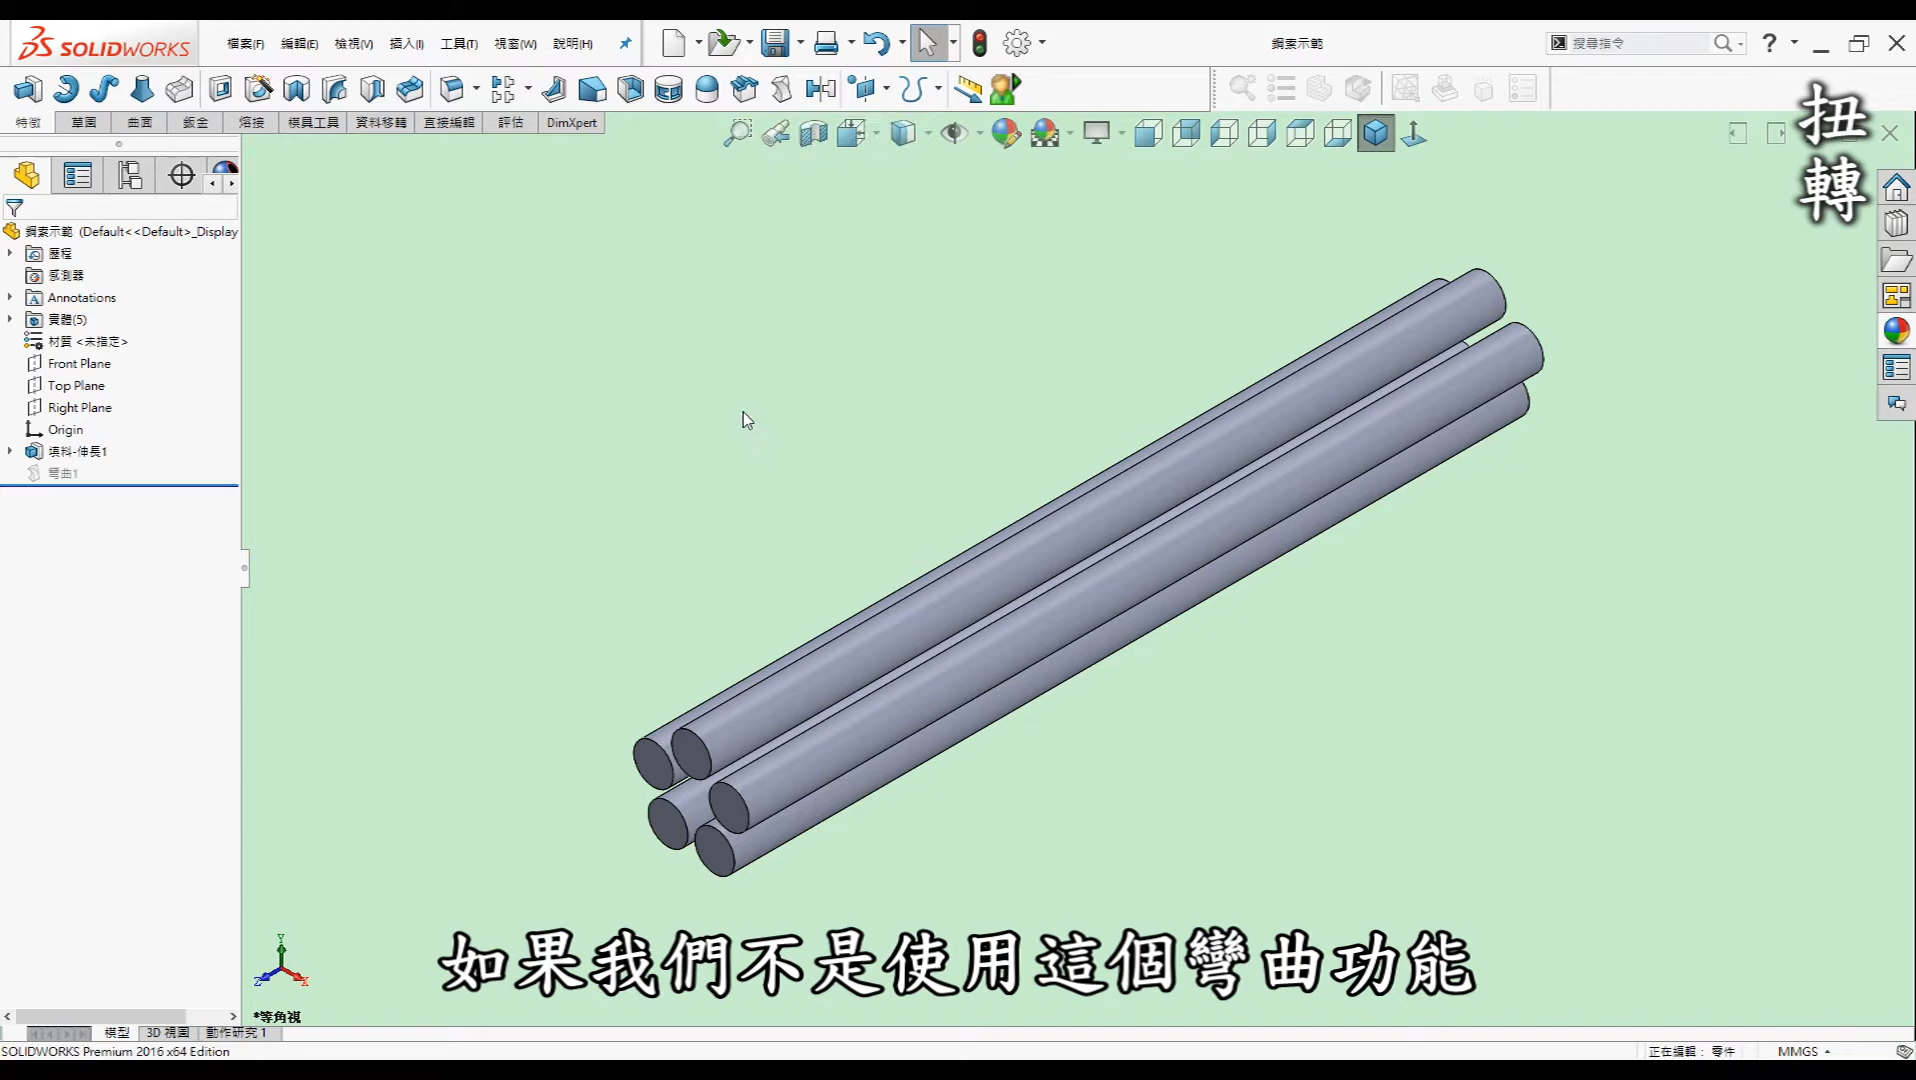 SOLIDWORKS 檔案(F) 編輯(E) 檢視(V) 插入(I) 工具(T) 視窗(W) 說明(H) 鋼索示範 搜尋指令
特徵 草圖 曲面 鈑金 熔接 模具工具 資料移轉 直接編輯 評估 DimXpert
扭
轉
鋼索示範 (Default<<Default>_Display
歷程
感測器
Annotations
實體(5)
材質 <未指定>
Front Plane
Top Plane
Right Plane
Origin
填料-伸長1
彎曲1
Y
Z X
如果我們不是使用這個彎曲功能
*等角視
模型 3D 視圖 動作研究 1
SOLIDWORKS Premium 2016 x64 Edition 正在編輯： 零件 MMGS